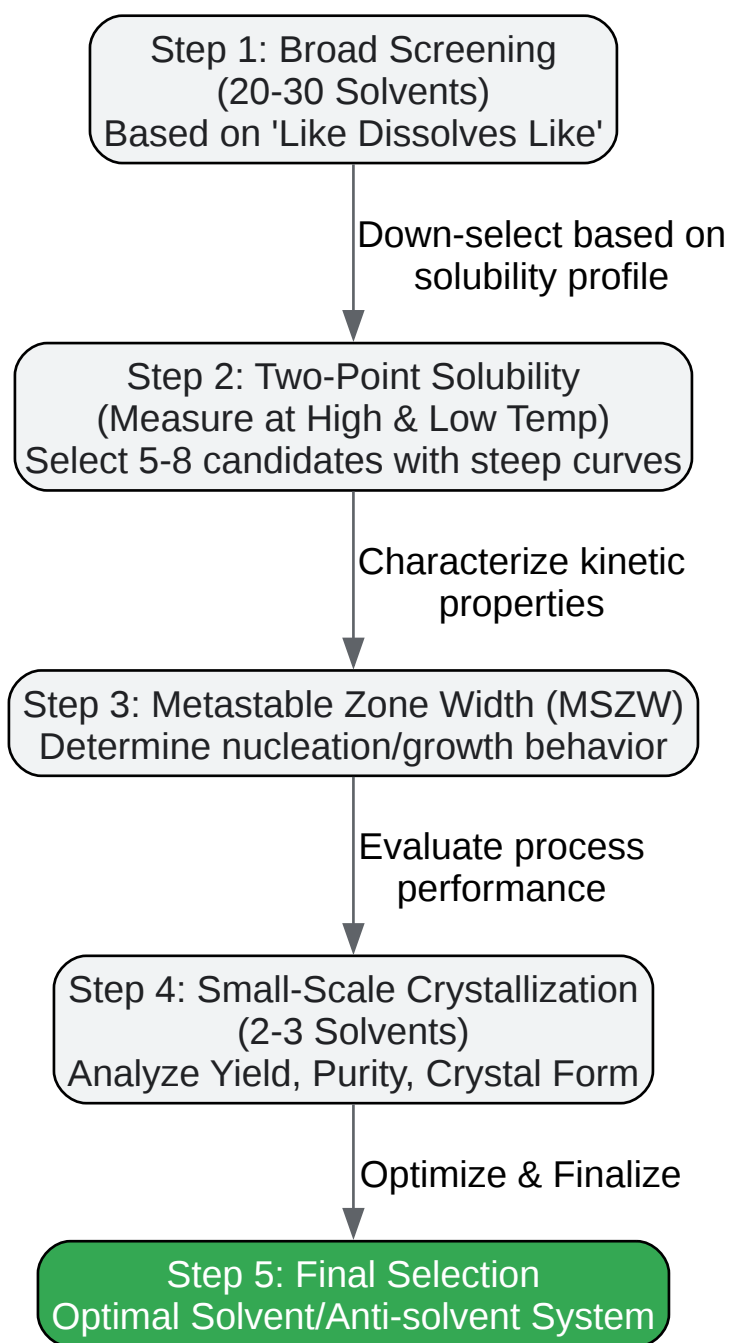 Step 1: Broad Screening
(20-30 Solvents)
Based on 'Like Dissolves Like'
Down-select based on
solubility profile
Step 2: Two-Point Solubility
(Measure at High & Low Temp)
Select 5-8 candidates with steep curves
Characterize kinetic
properties
Step 3: Metastable Zone Width (MSZW)
Determine nucleation/growth behavior
Evaluate process
performance
Step 4: Small-Scale Crystallization
(2-3 Solvents)
Analyze Yield, Purity, Crystal Form
Optimize & Finalize
Step 5: Final Selection
Optimal Solvent/Anti-solvent System